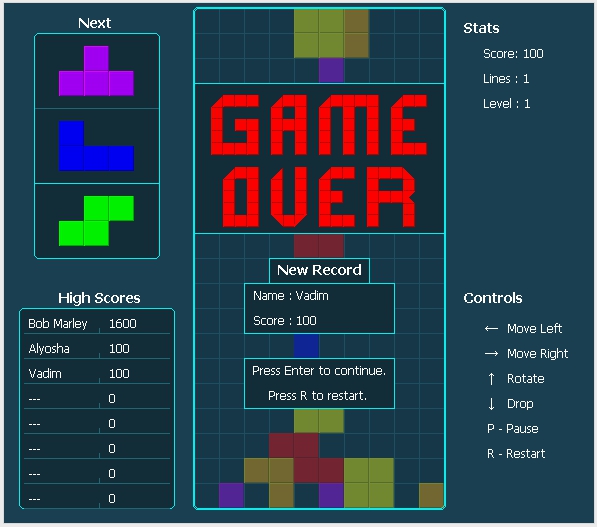 Next
Stats
Score: 100
Lines : 1
Level : 1
GAME
OVER
New Record
Name : Vadim
Score : 100
Press Enter to continue.
Press R to restart.
High Scores
Bob Marley 1600
Alyosha 100
Vadim 100
--- 0
--- 0
--- 0
--- 0
--- 0
Controls
← Move Left
→ Move Right
↑ Rotate
↓ Drop
P - Pause
R - Restart